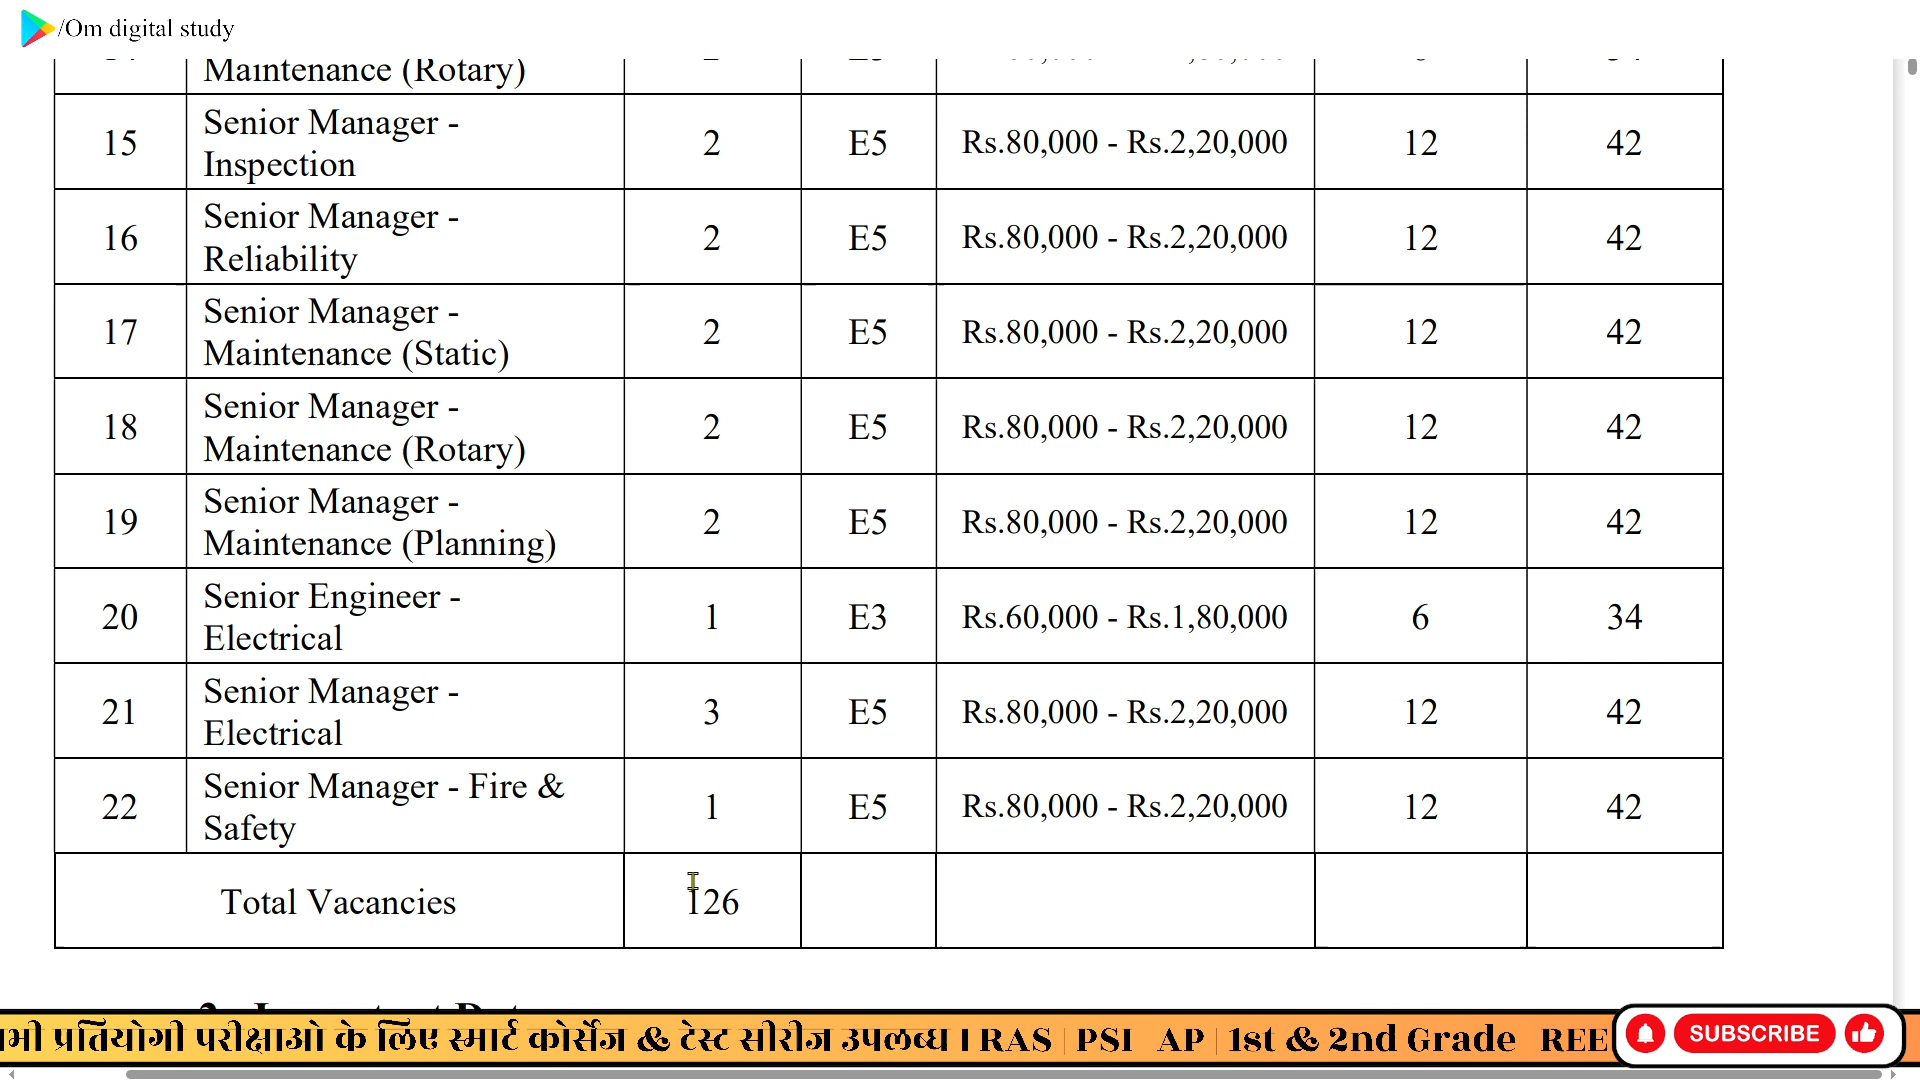 /Om digital study
Maintenance (Rotary)
15 Senior Manager - Inspection 2 E5 Rs.80,000 - Rs.2,20,000 12 42
16 Senior Manager - Reliability 2 E5 Rs.80,000 - Rs.2,20,000 12 42
17 Senior Manager - Maintenance (Static) 2 E5 Rs.80,000 - Rs.2,20,000 12 42
18 Senior Manager - Maintenance (Rotary) 2 E5 Rs.80,000 - Rs.2,20,000 12 42
19 Senior Manager - Maintenance (Planning) 2 E5 Rs.80,000 - Rs.2,20,000 12 42
20 Senior Engineer - Electrical 1 E3 Rs.60,000 - Rs.1,80,000 6 34
21 Senior Manager - Electrical 3 E5 Rs.80,000 - Rs.2,20,000 12 42
22 Senior Manager - Fire & Safety 1 E5 Rs.80,000 - Rs.2,20,000 12 42
Total Vacancies 126
प्रतियोगी परीक्षाओ के लिए स्मार्ट कोर्सेज & टेस्ट सीरीज उपलब्ध । RAS | PSI AP | 1st & 2nd Grade REE
SUBSCRIBE